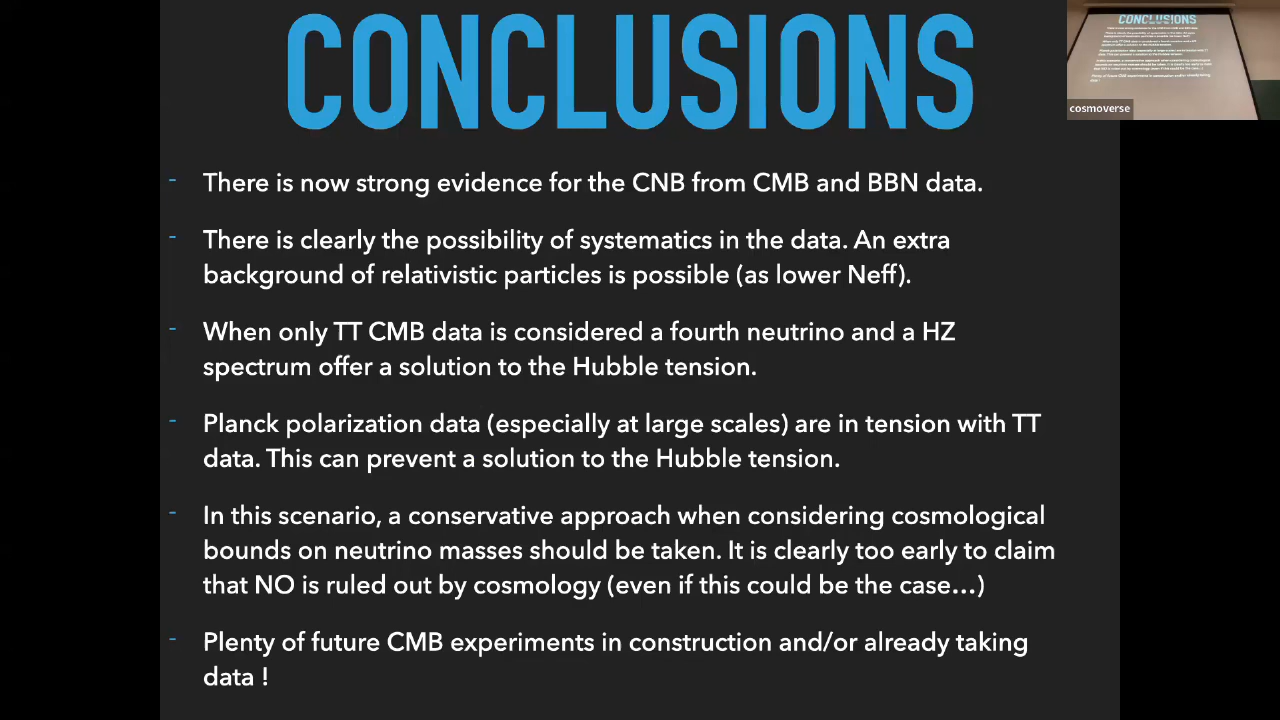 CONCLUSIONS
- There is now strong evidence for the CNB from CMB and BBN data.
- There is clearly the possibility of systematics in the data. An extra
background of relativistic particles is possible (as lower Neff).
- When only TT CMB data is considered a fourth neutrino and a HZ
spectrum offer a solution to the Hubble tension.
- Planck polarization data (especially at large scales) are in tension with TT
data. This can prevent a solution to the Hubble tension.
- In this scenario, a conservative approach when considering cosmological
bounds on neutrino masses should be taken. It is clearly too early to claim
that NO is ruled out by cosmology (even if this could be the case...)
- Plenty of future CMB experiments in construction and/or already taking
data !
CONCLUSIONS
cosmoverse